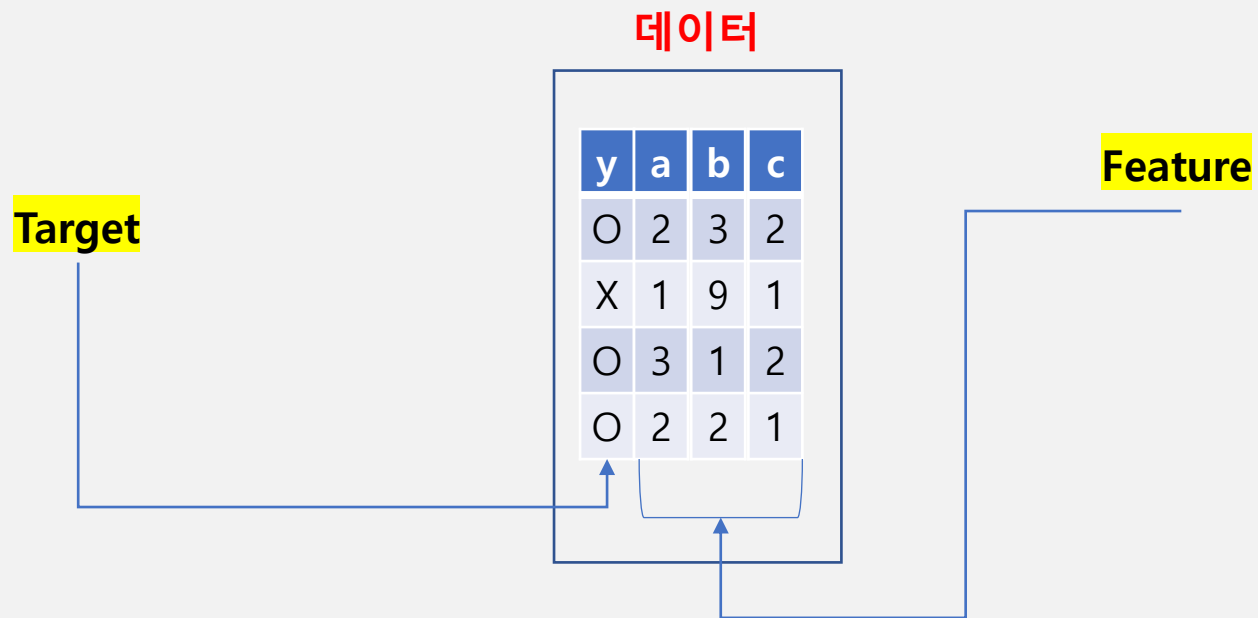 데이터
Feature
Target
y a b c
O 2 3 2
X 1 9 1
O 3 1 2
O 2 2 1